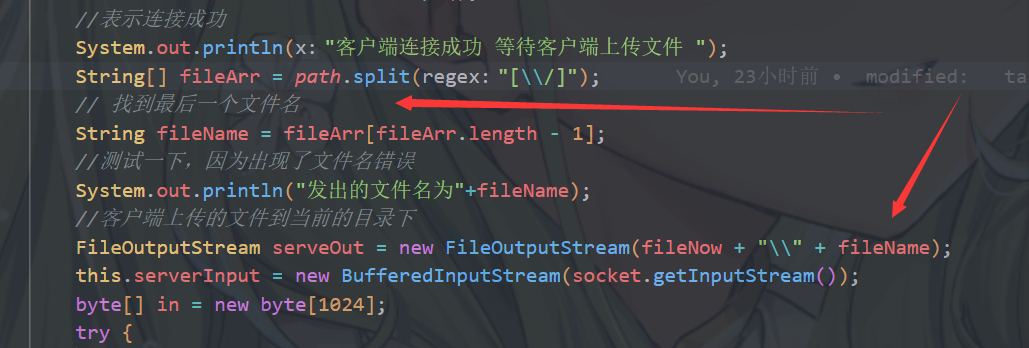 //表示连接成功
System.out.println(x: "客户端连接成功 等待客户端上传文件 ");
String[] fileArr = path.split(regex: "[\\/]"); You, 23小时前 • modified: ta
// 找到最后一个文件名
String fileName = fileArr[fileArr.length - 1];
//测试一下，因为出现了文件名错误
System.out.println("发出的文件名为"+fileName);
//客户端上传的文件到当前的目录下
FileOutputStream serveOut = new FileOutputStream(fileNow + "\\" + fileName);
this.serverInput = new BufferedInputStream(socket.getInputStream());
byte[] in = new byte[1024];
try {